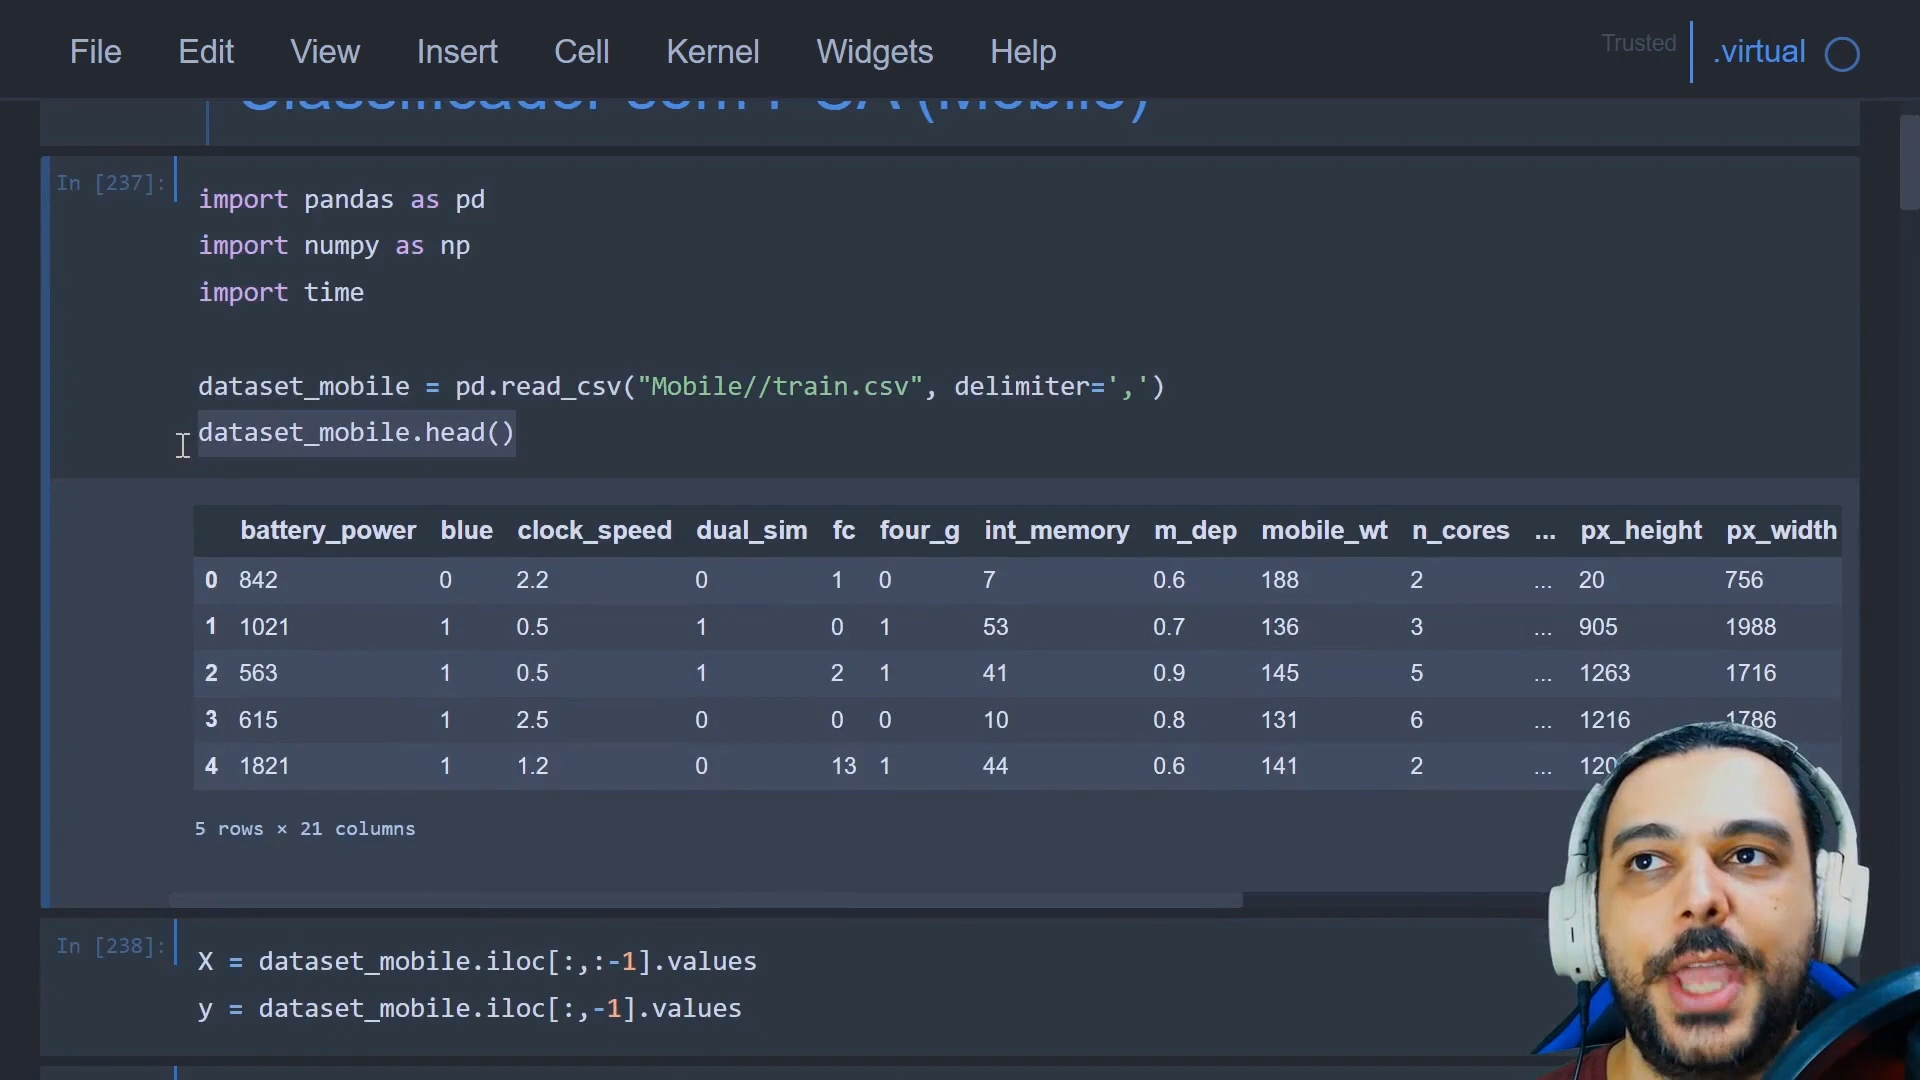 File Edit View Insert Cell Kernel Widgets Help Trusted .virtual
(Mobile)
In [237]:
import pandas as pd
import numpy as np
import time
dataset_mobile = pd.read_csv("Mobile//train.csv", delimiter=',')
dataset_mobile.head()
battery_power blue clock_speed dual_sim fc four_g int_memory m_dep mobile_wt n_cores ... px_height px_width
0 842 0 2.2 0 1 0 7 0.6 188 2 ... 20 756
1 1021 1 0.5 1 0 1 53 0.7 136 3 ... 905 1988
2 563 1 0.5 1 2 1 41 0.9 145 5 ... 1263 1716
3 615 1 2.5 0 0 0 10 0.8 131 6 ... 1216 1786
4 1821 1 1.2 0 13 1 44 0.6 141 2 ...
5 rows × 21 columns
In [238]:
X = dataset_mobile.iloc[:,:-1].values
y = dataset_mobile.iloc[:,-1].values